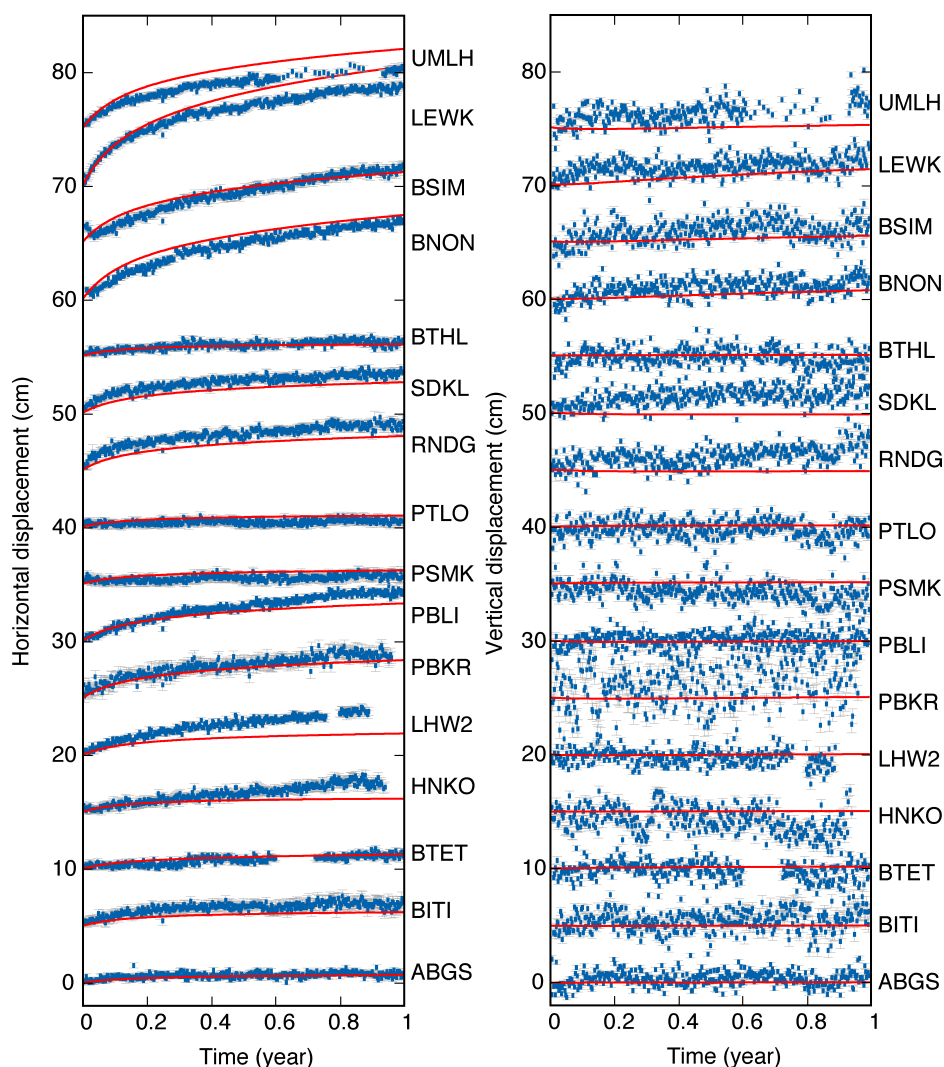 Horizontal displacement (cm)
80
70
60
50
40
30
20
10
0
0
0.2
0.4
0.6
0.8
1
Time (year)
UMLH
LEWK
BSIM
BNON
BTHL
SDKL
RNDG
PTLO
PSMK
PBLI
PBKR
LHW2
HNKO
BTET
BITI
ABGS
Vertical displacement (cm)
80
70
60
50
40
30
20
10
0
0
0.2
0.4
0.6
0.8
1
Time (year)
UMLH
LEWK
BSIM
BNON
BTHL
SDKL
RNDG
PTLO
PSMK
PBLI
PBKR
LHW2
HNKO
BTET
BITI
ABGS